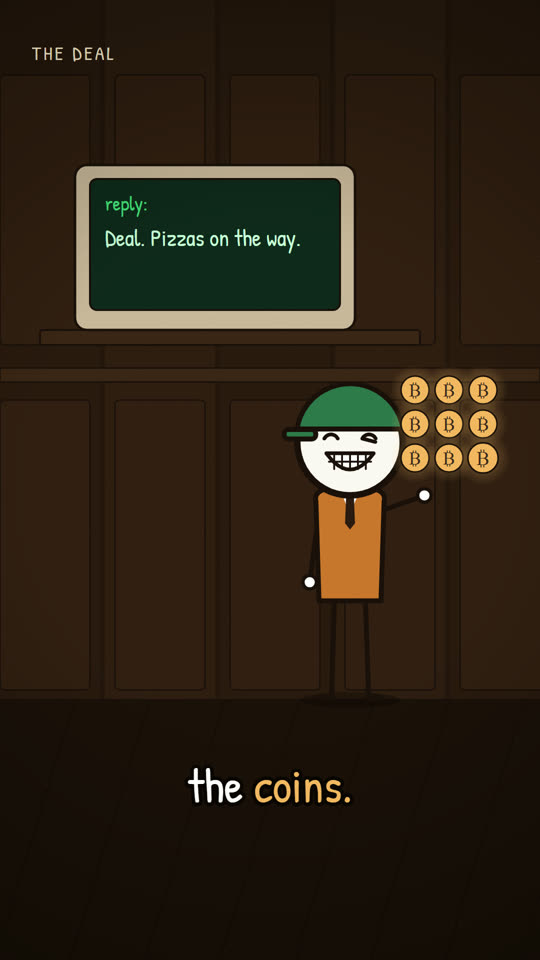 THE DEAL
reply:
Deal. Pizzas on the way.
₿ ₿ ₿
₿ ₿ ₿
₿ ₿ ₿
the coins.